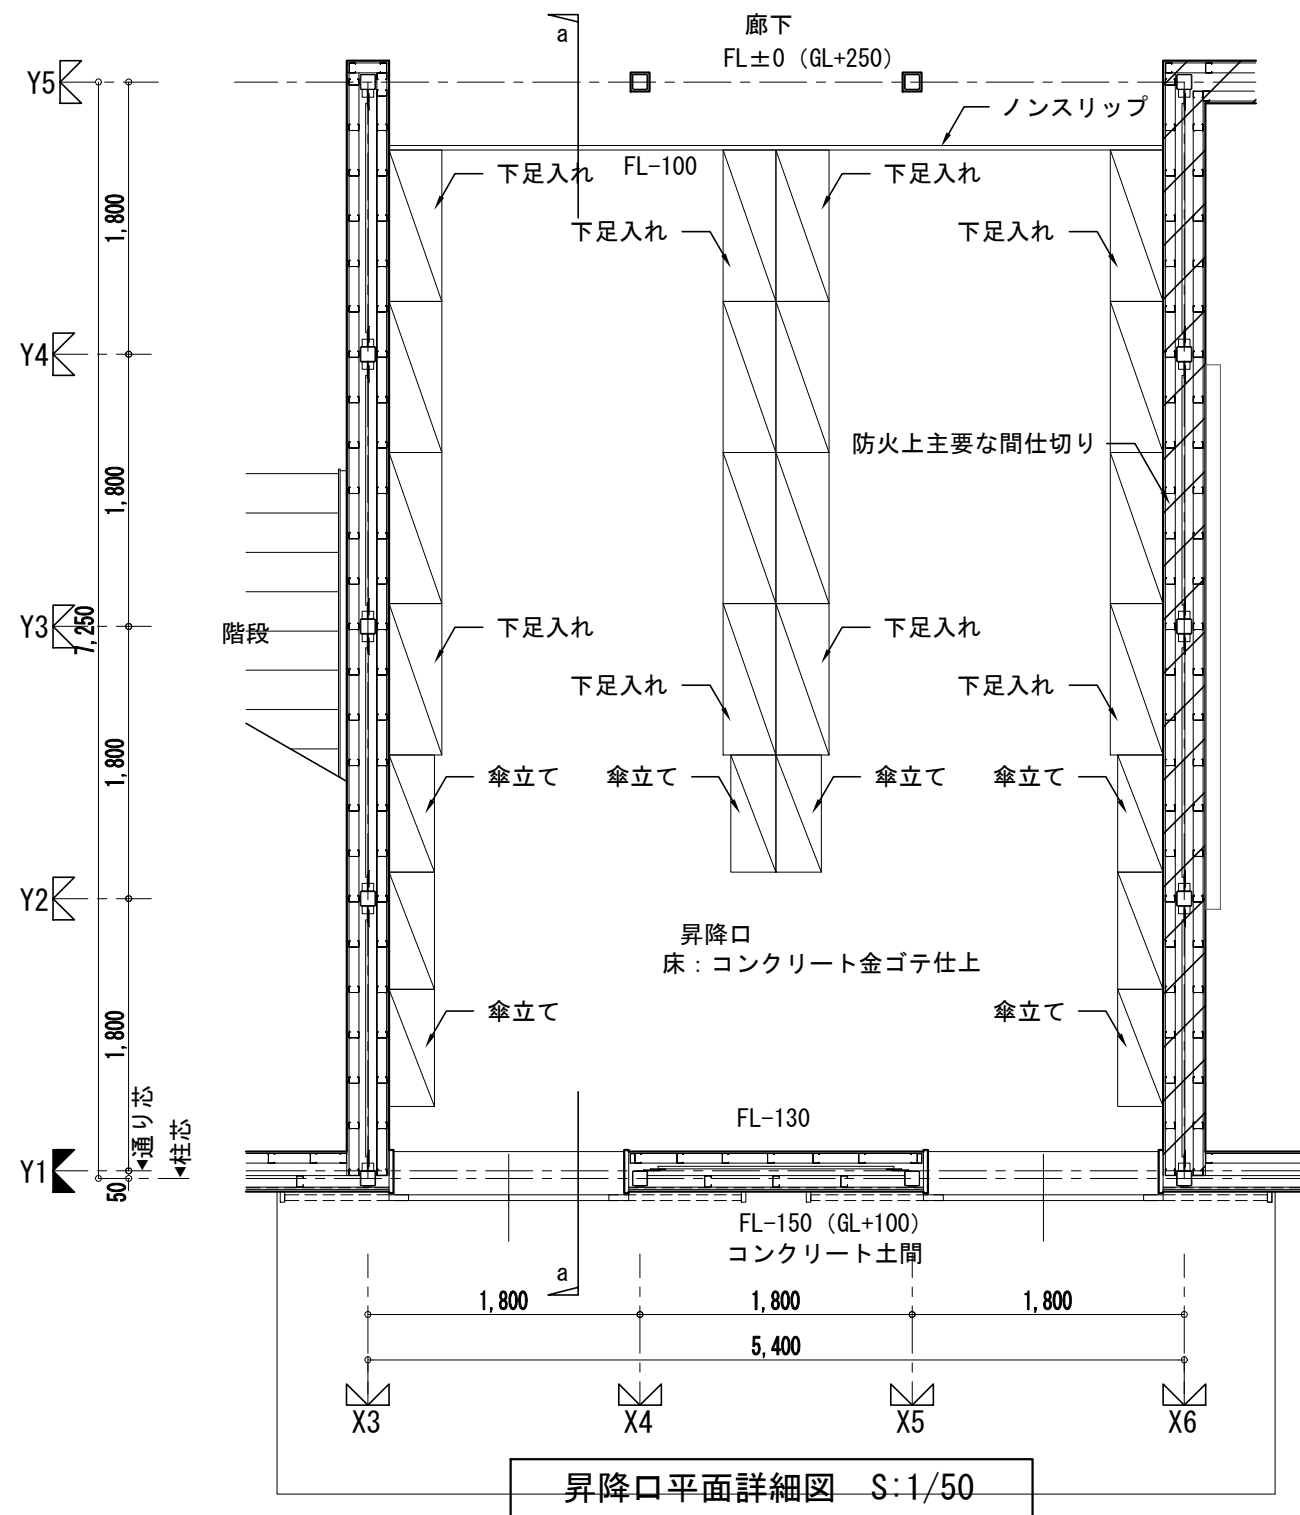 廊下
a
FL±0（GL+250）
Y5
ノンスリップ
FL-100
下足入れ
下足入れ
下足入れ
下足入れ
1,800
Y4
防火上主要な間仕切り
1,800
Y3
7,250
階段
下足入れ
下足入れ
下足入れ
下足入れ
1,800
傘立て
傘立て
傘立て
傘立て
Y2
昇降口
床：コンクリート金ゴテ仕上
傘立て
傘立て
1,800
通り芯
柱芯
FL-130
Y1
50
FL-150（GL+100）
コンクリート土間
a
1,800
1,800
1,800
5,400
X3
X4
X5
X6
昇降口平面詳細図　S:1/50